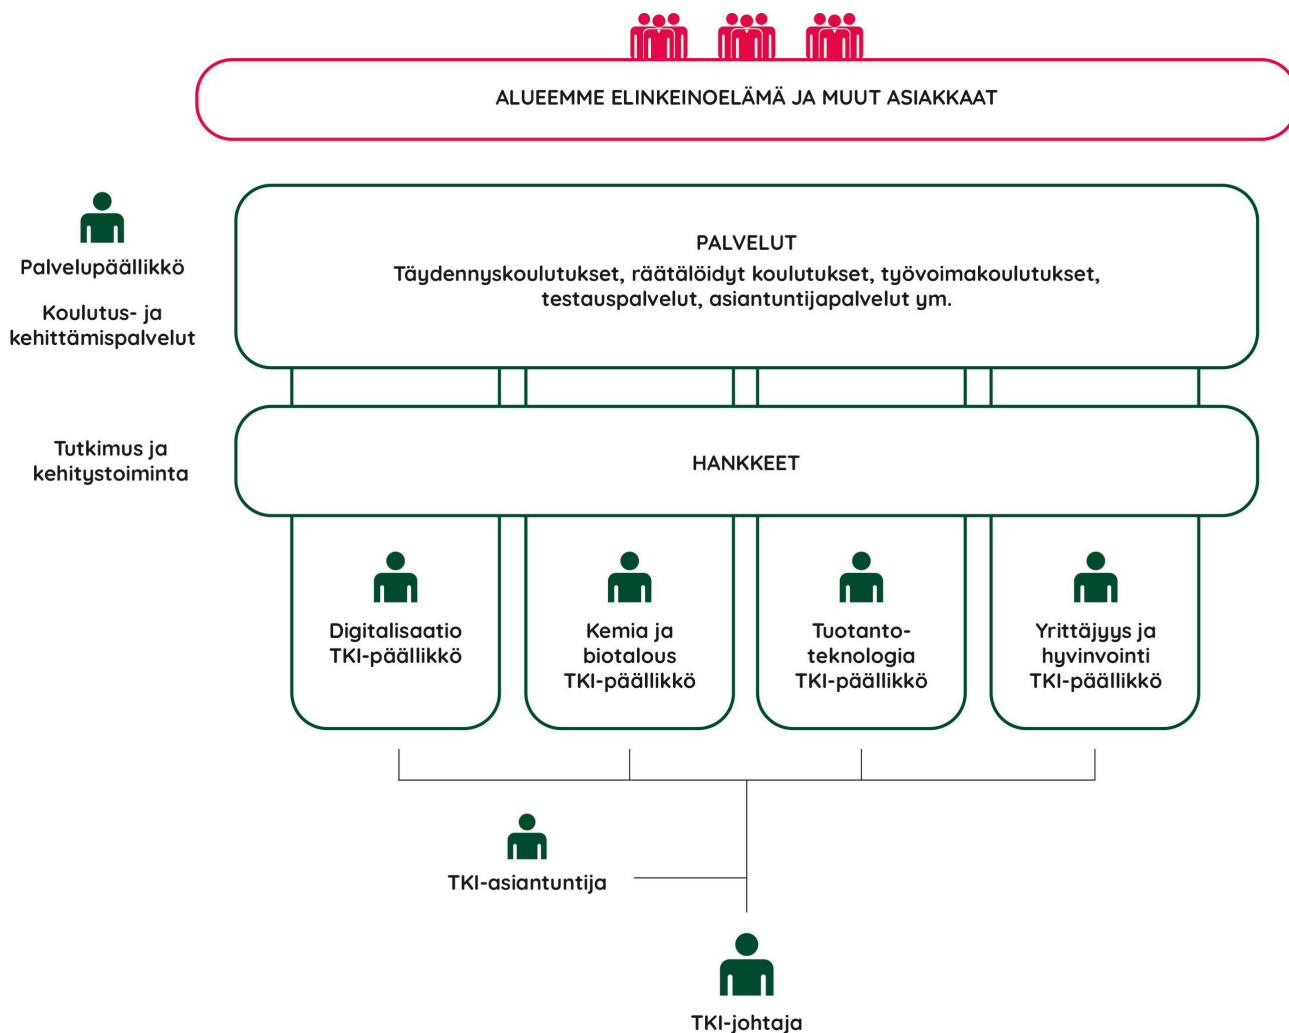 ALUEEMME ELINKEINOELÄMÄ JA MUUT ASIAKKAAT
Palvelupäällikkö
Koulutus- ja
kehittämispalvelut
PALVELUT
Täydennyskoulutukset, räätälöidyt koulutukset, työvoimakoulutukset,
testauspalvelut, asiantuntijapalvelut ym.
Tutkimus ja
kehitystoiminta
HANKKEET
Digitalisaatio
TKI-päällikkö
Kemia ja
biotalous
TKI-päällikkö
Tuotanto-
teknologia
TKI-päällikkö
Yrittäjyys ja
hyvinvointi
TKI-päällikkö
TKI-asiantuntija
TKI-johtaja